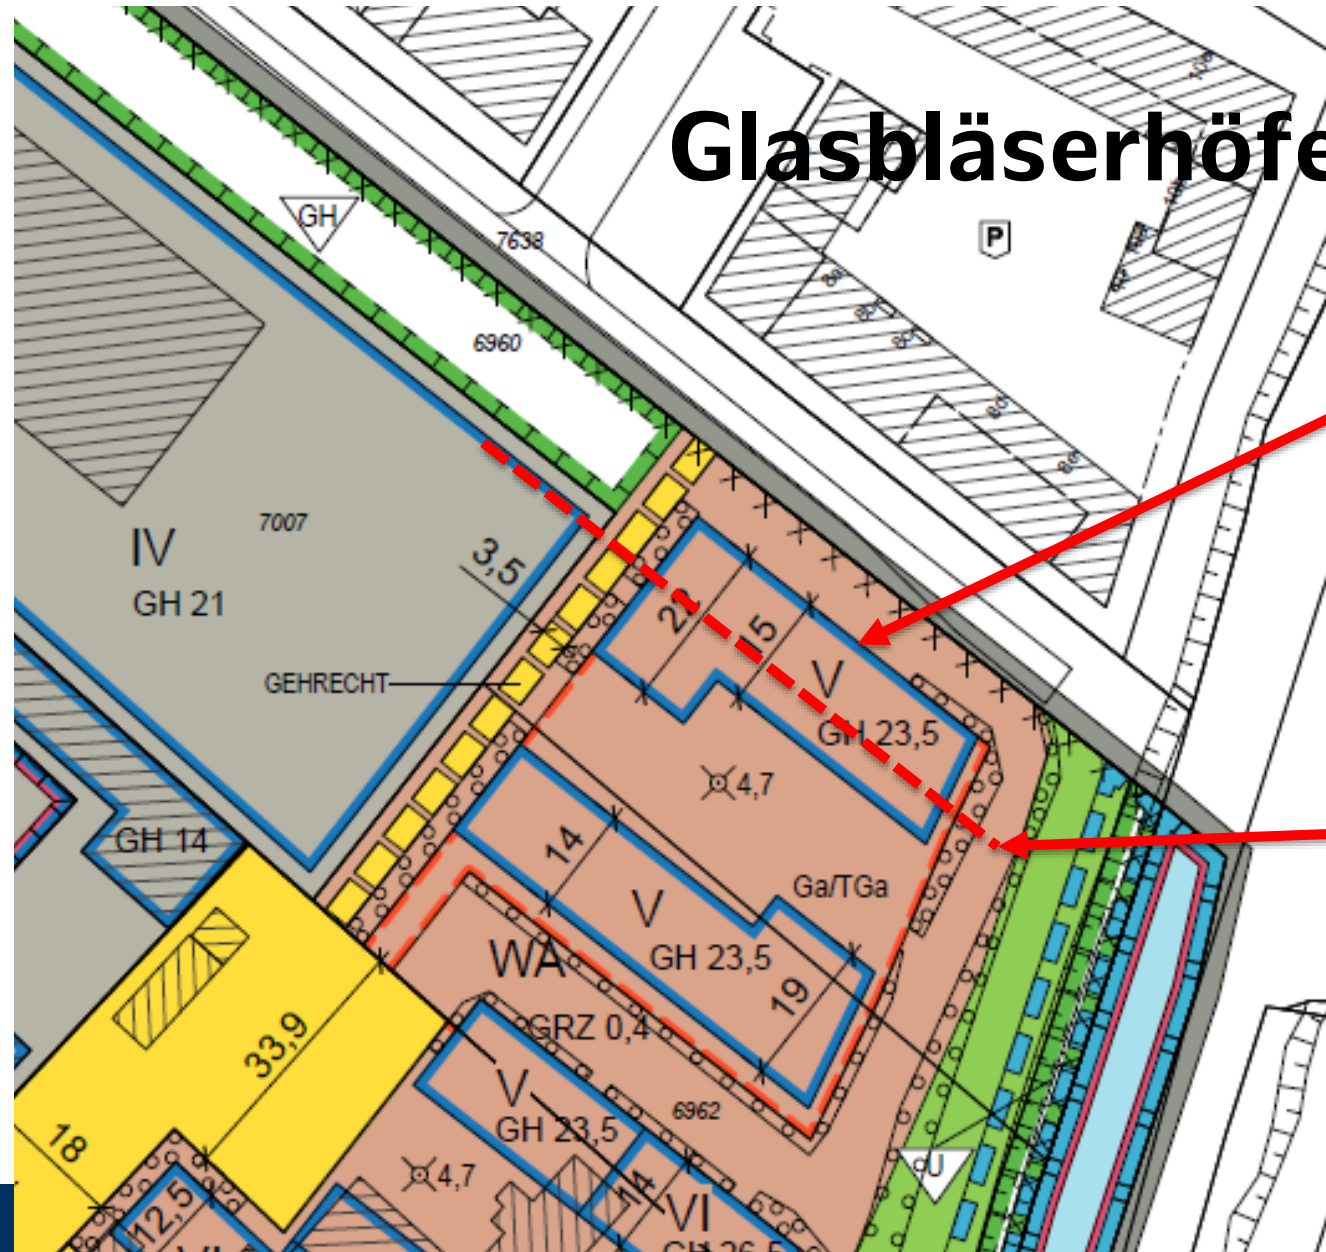 Glasbläserhöfe
P
GH
7638
6960
IV
GH 21
7007
3,5
22
15
V
GH 23,5
GEHRECHT
4,7
GH 14
14
V
GH 23,5
Ga/TGa
19
WA
GRZ 0,4
33,9
V
GH 23,5
6962
18
4,7
14
VI
U
12,5